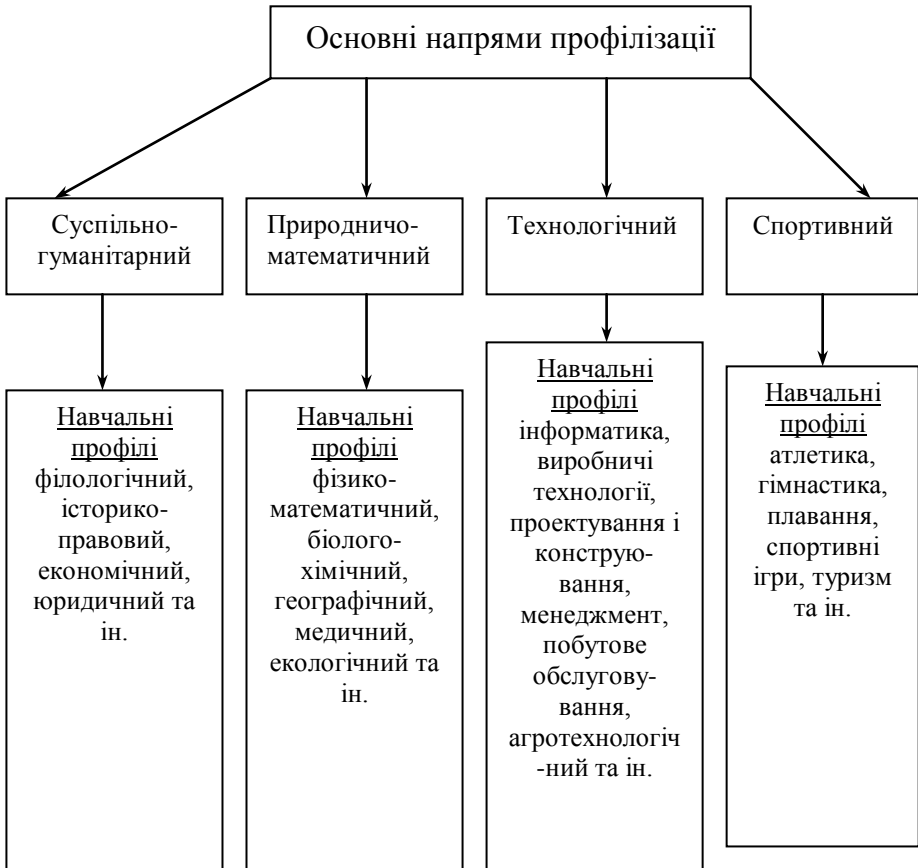 Основні напрями профілізації
Суспільно-
гуманітарний
Природничо-
математичний
Технологічний
Спортивний
Навчальні
профілі
філологічний,
історико-
правовий,
економічний,
юридичний та
ін.
Навчальні
профілі
фізико-
математичний,
біолого-
хімічний,
географічний,
медичний,
екологічний та
ін.
Навчальні
профілі
інформатика,
виробничі
технології,
проектування і
конструю-
вання,
менеджмент,
побутове
обслугову-
вання,
агротехнологіч
-ний та ін.
Навчальні
профілі
атлетика,
гімнастика,
плавання,
спортивні
ігри, туризм
та ін.